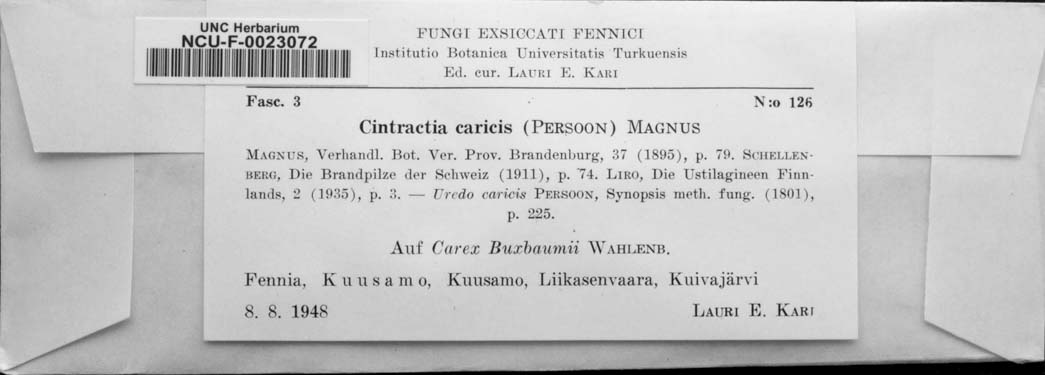 UNC Herbarium
NCU-F-0023072
FUNGI EXSICCATI FENNICI
Institutio Botanica Universitatis Turkuensis
Ed. cur. LAURI E. KARI
Fasc. 3 N:o 126
Cintractia caricis (PERSOON) MAGNUS
MAGNUS, Verhandl. Bot. Ver. Prov. Brandenburg, 37 (1895), p. 79. SCHELLEN-
BERG, Die Brandpilze der Schweiz (1911), p. 74. LIRO, Die Ustilagineen Finn-
lands, 2 (1935), p. 3. — Uredo caricis PERSOON, Synopsis meth. fung. (1801),
p. 225.
Auf Carex Buxbaumii WAHLENB.
Fennia, Kuusamo, Kuusamo, Liikasenvaara, Kuivajärvi
8. 8. 1948 LAURI E. KARI